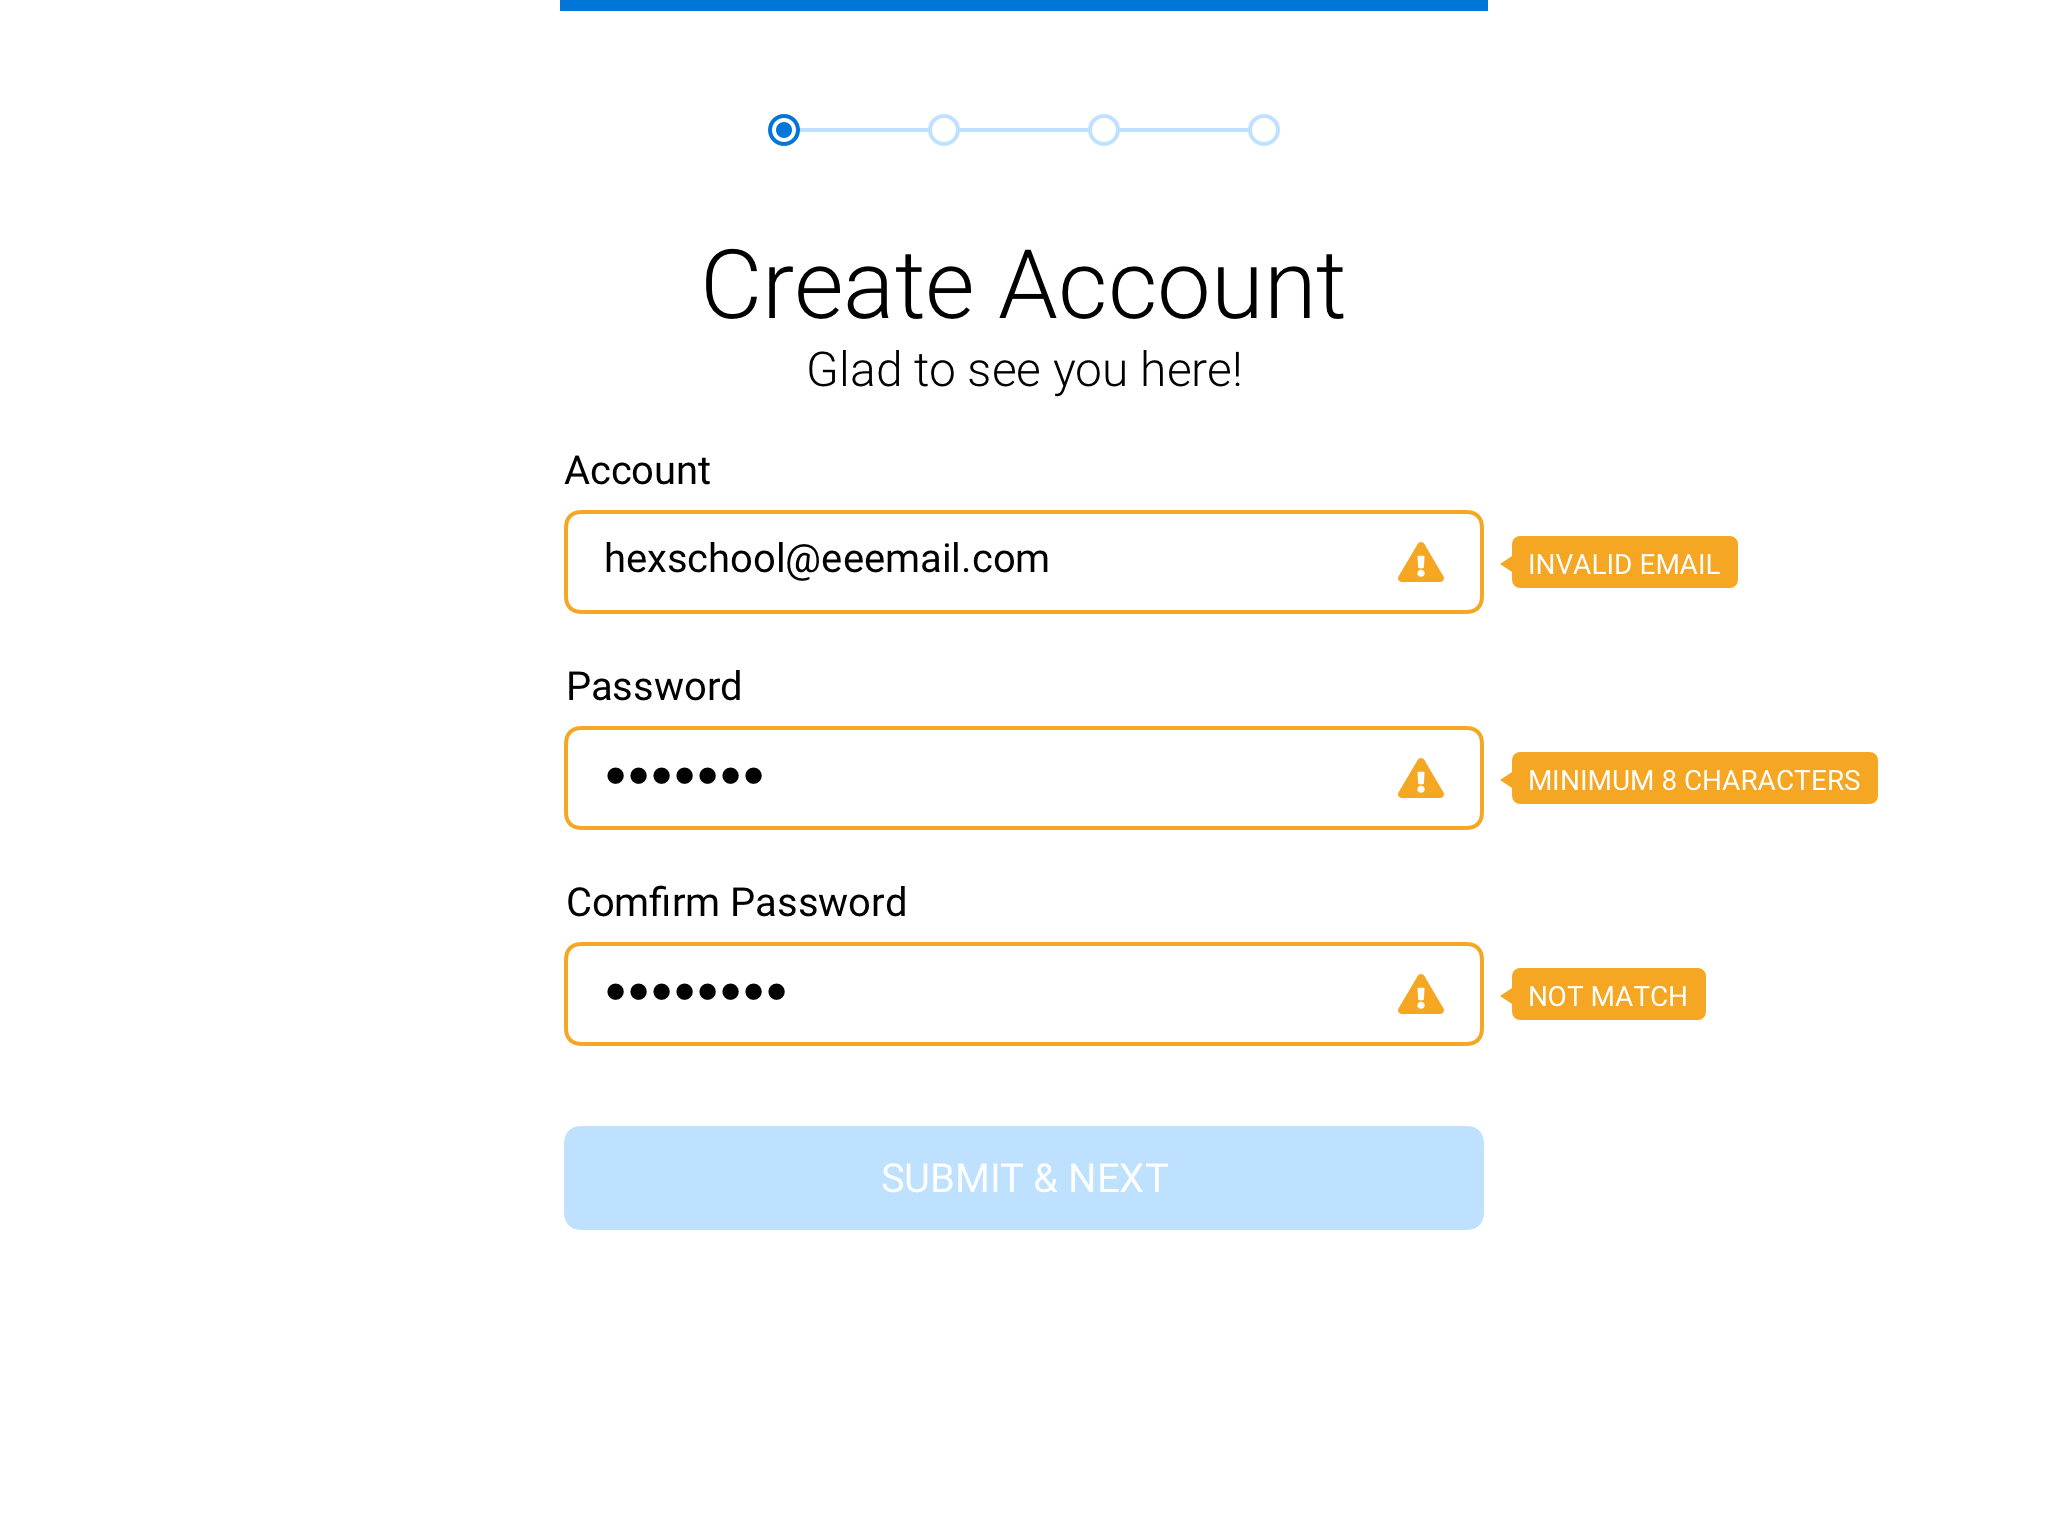 Create Account
Glad to see you here!
Account
hexschool@eeemail.com
INVALID EMAIL
Password
•••••••
MINIMUM 8 CHARACTERS
Comfirm Password
••••••••
NOT MATCH
SUBMIT & NEXT